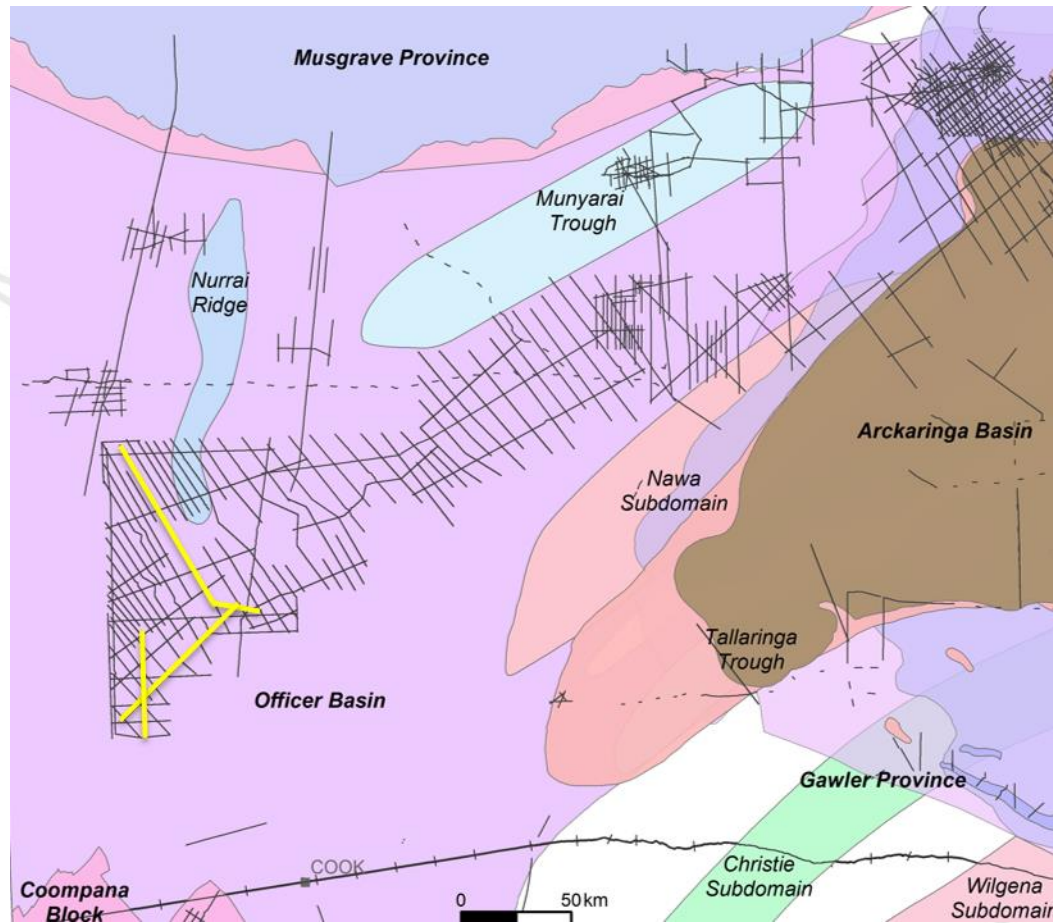 Musgrave Province
Munyarai
Trough
Nurrai
Ridge
Arckaringa Basin
Nawa
Subdomain
Tallaringa
Trough
Officer Basin
Gawler Province
COOK
Coompana
Block
0 50 km
Christie
Subdomain
Wilgena
Subdomain